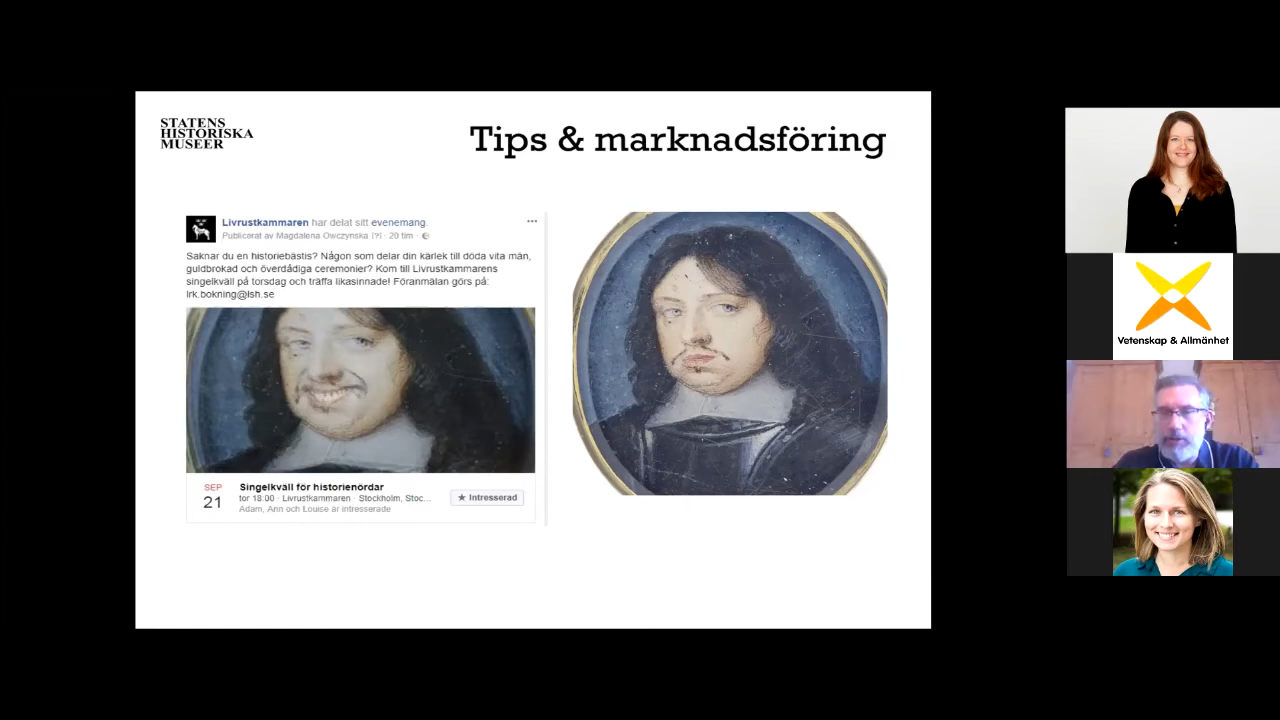 STATENS
HISTORISKA
MUSEER
Tips & marknadsföring
Livrustkammaren har delat sitt evenemang.
Publicerat av Magdalena Owczynska [?] · 20 tim ·
Saknar du en historiebästis? Någon som delar din kärlek till döda vita män,
guldbrokad och överdådiga ceremonier? Kom till Livrustkammarens
singelkväll på torsdag och träffa likasinnade! Föranmälan görs på:
lrk.bokning@lsh.se
SEP
21
Singelkväll för historienördar
tor 18:00 · Livrustkammaren · Stockholm, Stoc...
Adam, Ann och Louise är intresserade
★ Intresserad
Vetenskap & Allmänhet